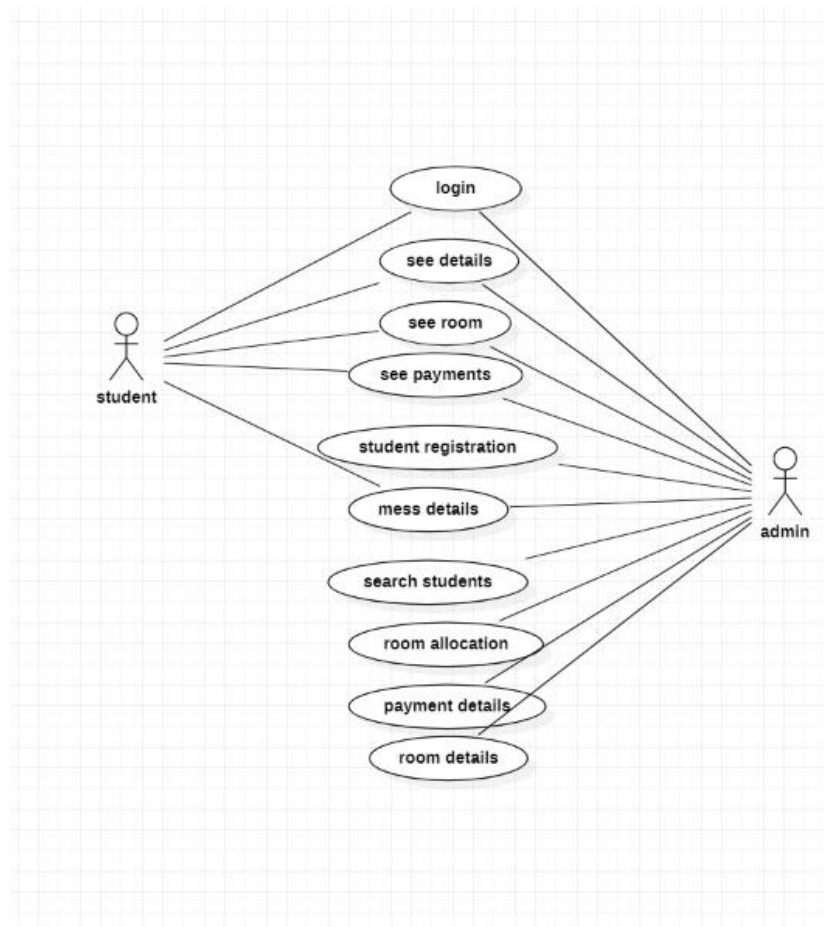 login
see details
see room
see payments
student
student registration
mess details
admin
search students
room allocation
payment details
room details